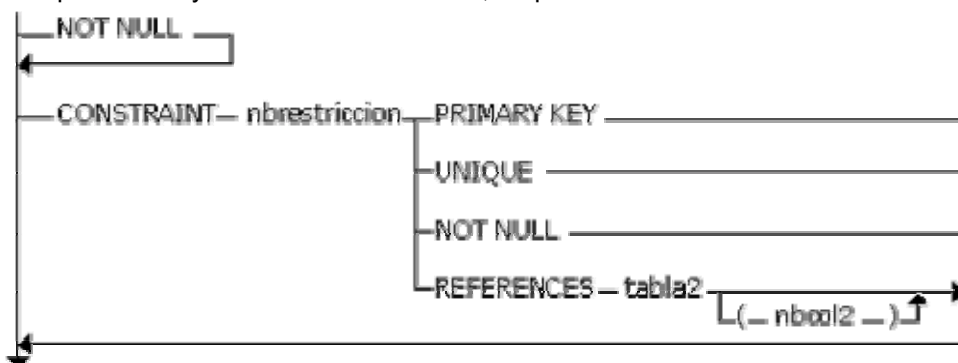 NOT NULL
CONSTRAINT nbrestriccion PRIMARY KEY
UNIQUE
NOT NULL
REFERENCES tabla2
( nbcol2 )